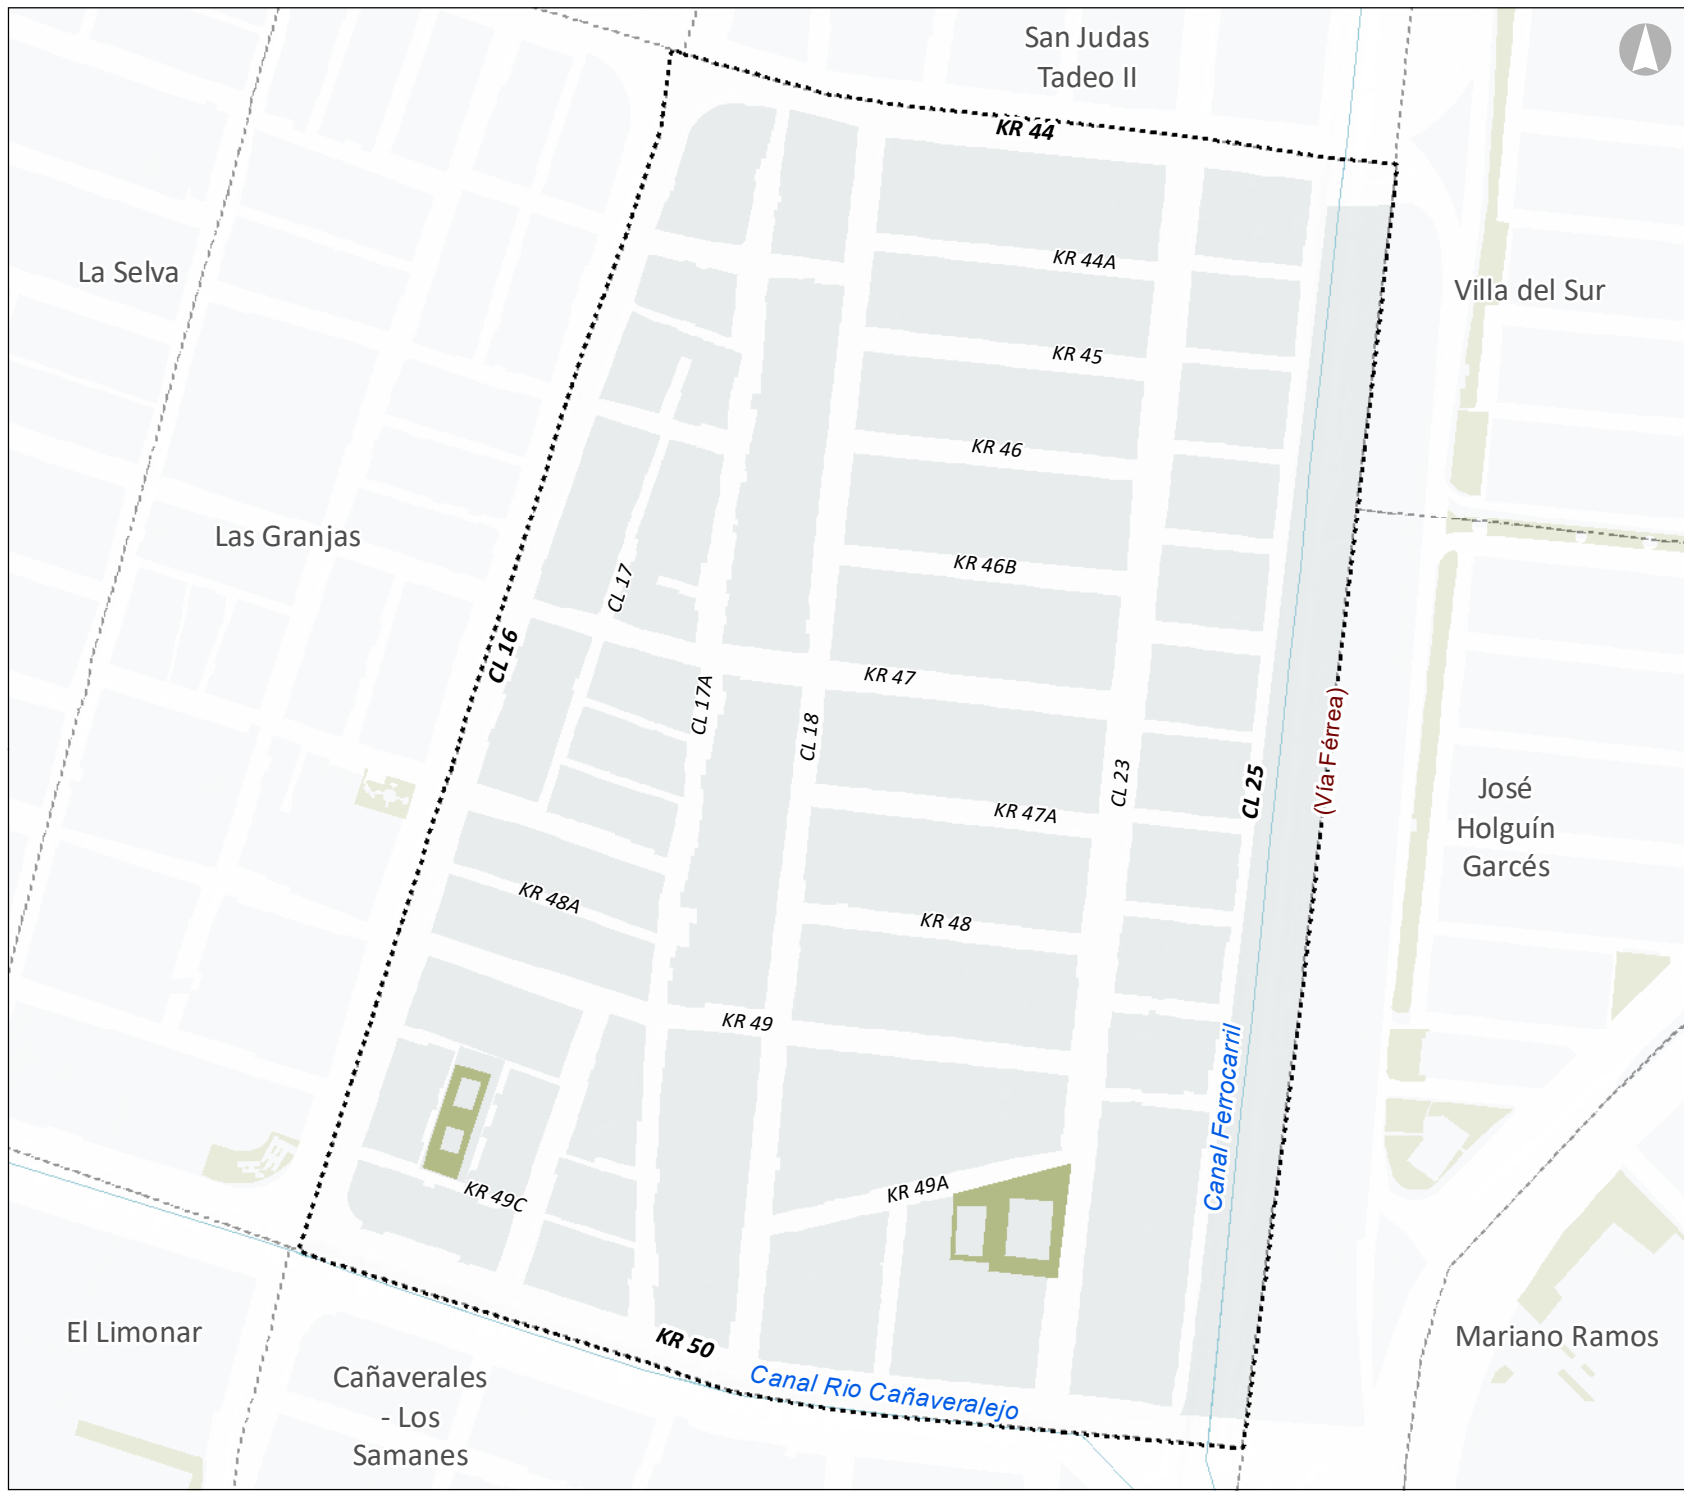 San Judas
Tadeo II
KR 44
La Selva
KR 44A
Villa del Sur
KR 45
KR 46
Las Granjas
KR 46B
CL 17
CL 16
KR 47
CL 17A
CL 18
CL 23
CL 25
(Vía Férrea)
KR 47A
José
Holguín
Garcés
KR 48A
KR 48
KR 49
Canal Ferrocarril
KR 49C
KR 49A
El Limonar
KR 50
Mariano Ramos
Cañaverales
- Los
Samanes
Canal Rio Cañaveralejo